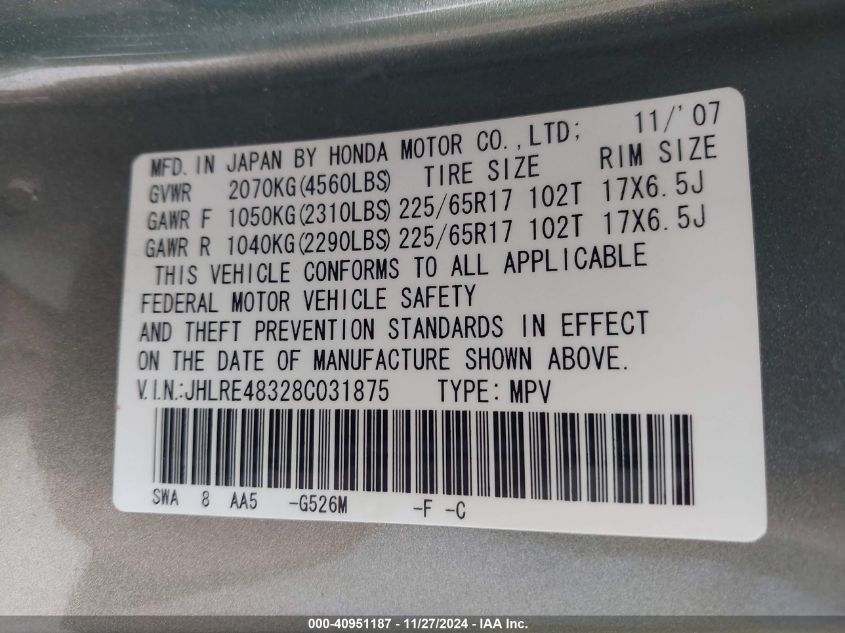 MFD. IN JAPAN BY HONDA MOTOR CO.,LTD; 11/'07
GVWR 2070KG(4560LBS) TIRE SIZE RIM SIZE
GAWR F 1050KG(2310LBS) 225/65R17 102T 17X6.5J
GAWR R 1040KG(2290LBS) 225/65R17 102T 17X6.5J
THIS VEHICLE CONFORMS TO ALL APPLICABLE
FEDERAL MOTOR VEHICLE SAFETY
AND THEFT PREVENTION STANDARDS IN EFFECT
ON THE DATE OF MANUFACTURE SHOWN ABOVE.
V.I.N.:JHLRE48328C031875 TYPE: MPV
SWA 8 AA5 -G526M -F -C
000-40951187 - 11/27/2024 - IAA Inc.